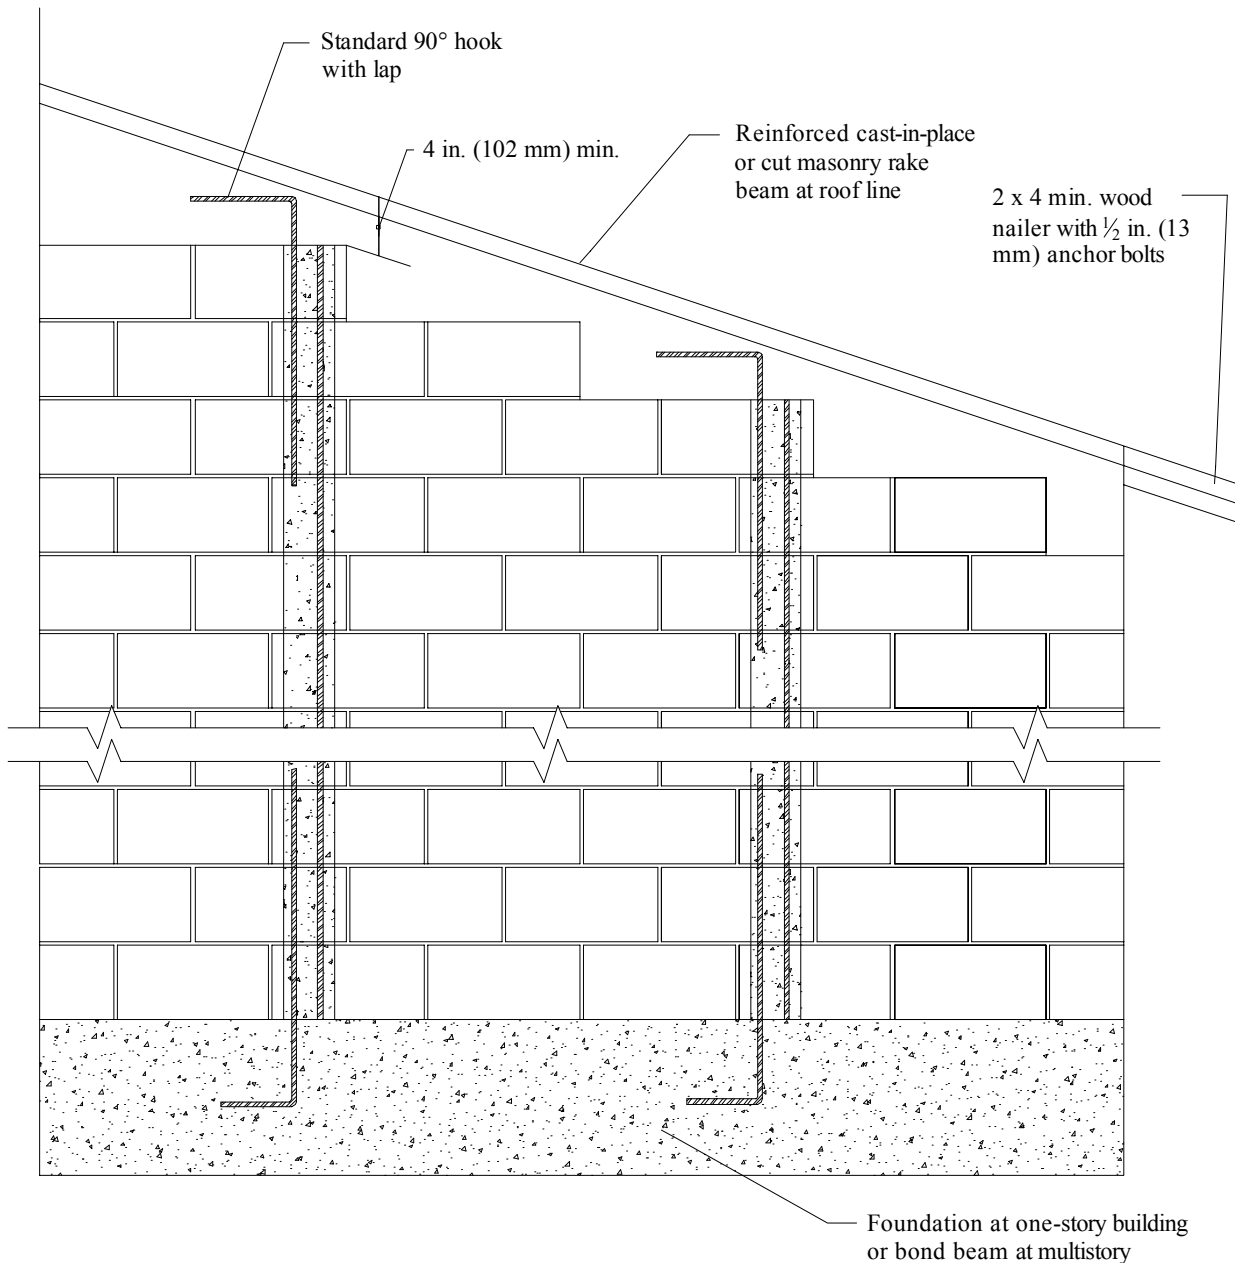 Standard 90° hook
with lap
4 in. (102 mm) min.
Reinforced cast-in-place
or cut masonry rake
beam at roof line
2 x 4 min. wood
nailer with ½ in. (13
mm) anchor bolts
Foundation at one-story building
or bond beam at multistory